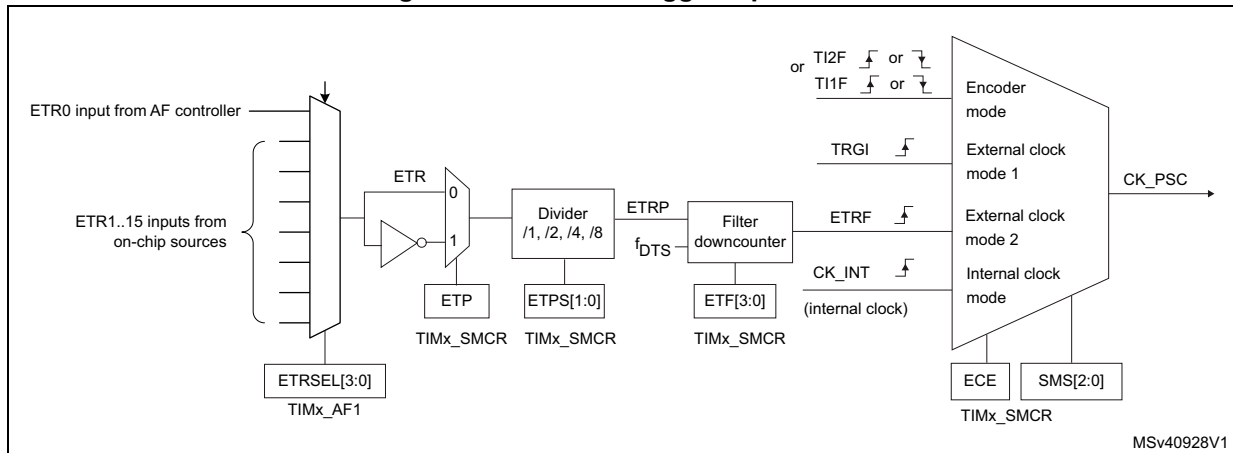 or TI2F or
TI1F or
Encoder
mode
ETR0 input from AF controller
TRGI
External clock
mode 1
ETR
0
1
CK_PSC
ETR1..15 inputs from
on-chip sources
Divider
/1, /2, /4, /8
ETRP
Filter
downcounter
fDTS
ETRF
External clock
mode 2
CK_INT
(internal clock)
Internal clock
mode
ETP
TIMx_SMCR
ETPS[1:0]
TIMx_SMCR
ETF[3:0]
TIMx_SMCR
ETRSEL[3:0]
TIMx_AF1
ECE
SMS[2:0]
TIMx_SMCR
MSv40928V1